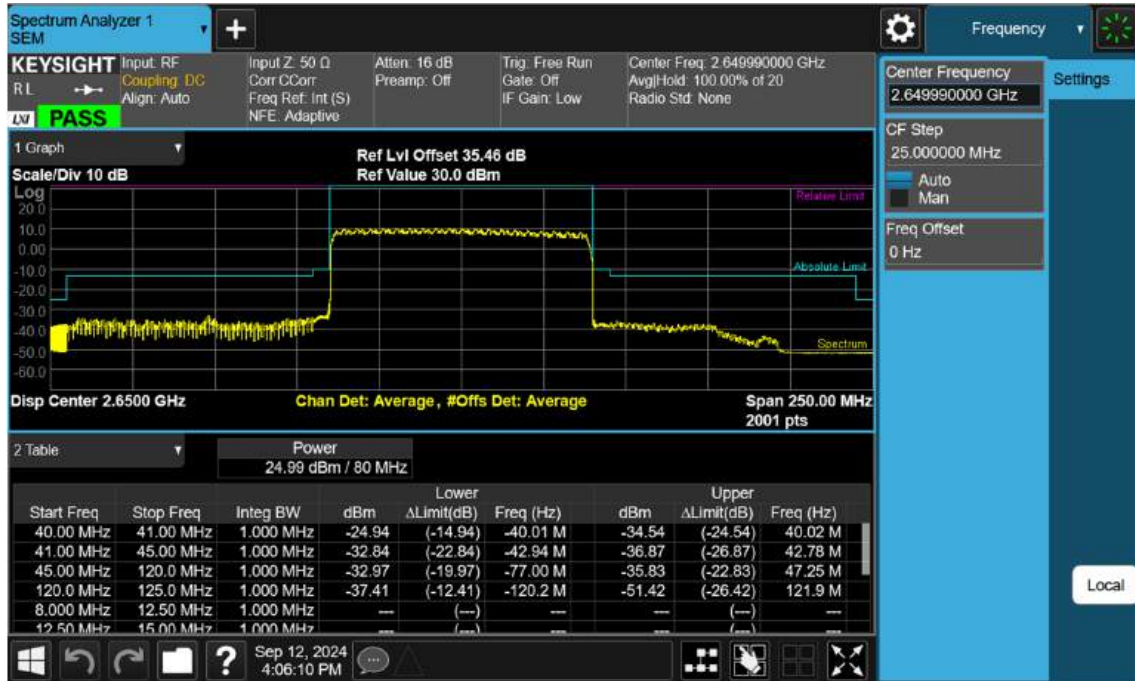 Spectrum Analyzer 1
SEM
+
Frequency
KEYSIGHT
R L
LXI
PASS
Input: RF
Coupling: DC
Align: Auto
Input Z: 50 Ω
Corr CCorr
Freq Ref: Int (S)
NFE: Adaptive
Atten: 16 dB
Preamp: Off
Trig: Free Run
Gate: Off
IF Gain: Low
Center Freq: 2.649990000 GHz
Avg|Hold: 100.00% of 20
Radio Std: None
Center Frequency
2.649990000 GHz
Settings
CF Step
25.000000 MHz
Auto
Man
Freq Offset
0 Hz
Local
1 Graph
Scale/Div 10 dB
Ref Lvl Offset 35.46 dB
Ref Value 30.0 dBm
Log
20.0
10.0
0.00
-10.0
-20.0
-30.0
-40.0
-50.0
-60.0
Relative Limit
Absolute Limit
Spectrum
Disp Center 2.6500 GHz
Chan Det: Average, #Offs Det: Average
Span 250.00 MHz
2001 pts
2 Table
Power
24.99 dBm / 80 MHz
Lower Upper
Start Freq Stop Freq Integ BW dBm ΔLimit(dB) Freq (Hz) dBm ΔLimit(dB) Freq (Hz)
40.00 MHz 41.00 MHz 1.000 MHz -24.94 (-14.94) -40.01 M -34.54 (-24.54) 40.02 M
41.00 MHz 45.00 MHz 1.000 MHz -32.84 (-22.84) -42.94 M -36.87 (-26.87) 42.78 M
45.00 MHz 120.0 MHz 1.000 MHz -32.97 (-19.97) -77.00 M -35.83 (-22.83) 47.25 M
120.0 MHz 125.0 MHz 1.000 MHz -37.41 (-12.41) -120.2 M -51.42 (-26.42) 121.9 M
8.000 MHz 12.50 MHz 1.000 MHz --- (---) --- --- (---) ---
12.50 MHz 15.00 MHz 1.000 MHz --- (---) --- --- (---) ---
?
Sep 12, 2024
4:06:10 PM